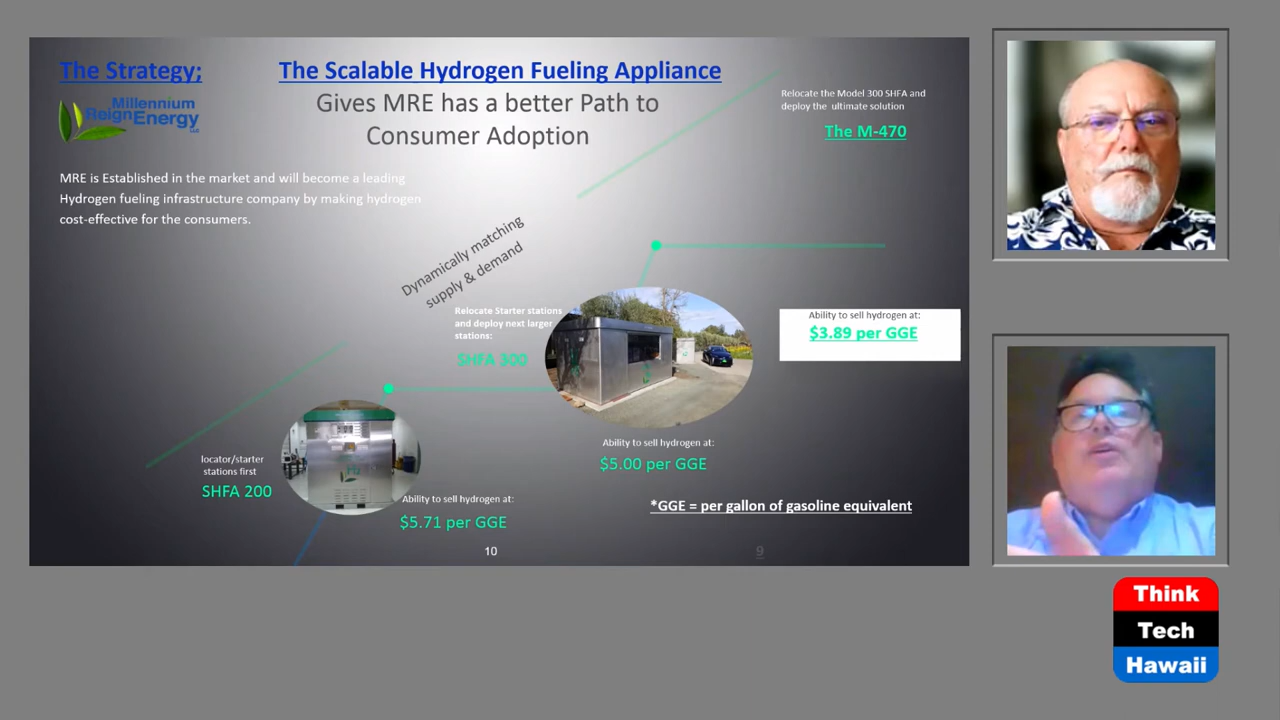 The Strategy;
The Scalable Hydrogen Fueling Appliance
Gives MRE has a better Path to
Consumer Adoption
Millennium
ReignEnergy
LLC
Relocate the Model 300 SHFA and
deploy the ultimate solution
The M-470
MRE is Established in the market and will become a leading
Hydrogen fueling infrastructure company by making hydrogen
cost-effective for the consumers.
Dynamically matching
supply & demand
Relocate Starter stations
and deploy next larger
stations:
SHFA 300
Ability to sell hydrogen at:
$3.89 per GGE
Ability to sell hydrogen at:
$5.00 per GGE
locator/starter
stations first
SHFA 200
Ability to sell hydrogen at:
$5.71 per GGE
*GGE = per gallon of gasoline equivalent
10
9
Think
Tech
Hawaii